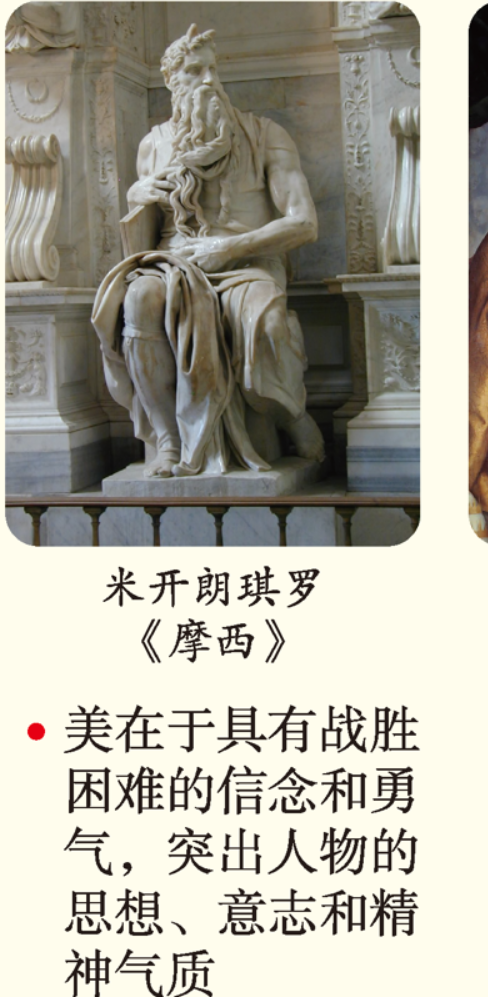 米开朗琪罗
《摩西》
美在于具有战胜
困难的信念和勇
气，突出人物的
思想、意志和精
神气质